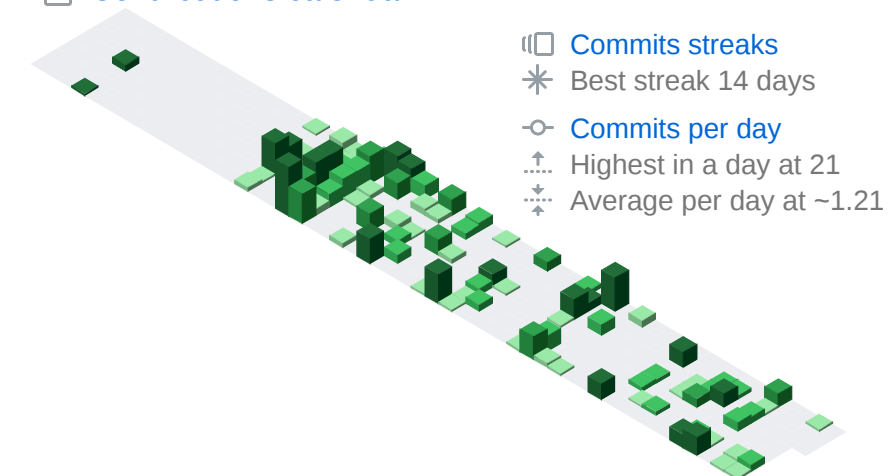 Commits streaks
Best streak 14 days
Commits per day
Highest in a day at 21
Average per day at ~1.21